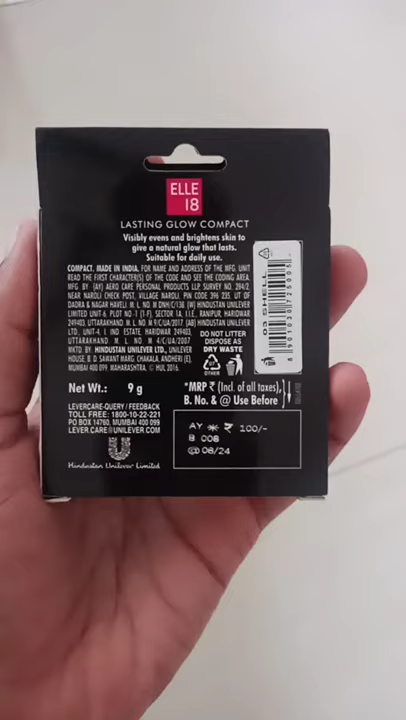 ELLE
18
LASTING GLOW COMPACT
Visibly evens and brightens skin to
give a natural glow that lasts.
Suitable for daily use.
COMPACT. MADE IN INDIA. FOR NAME AND ADDRESS OF THE MFG. UNIT
READ THE FIRST CHARACTER(S) OF THE CODE AND SEE THE CODING AREA.
MFG BY: (AY) AERO CARE PERSONAL PRODUCTS LLP. SURVEY NO. 294/2,
NEAR NAROLI CHECK POST, VILLAGE NAROLI, PIN CODE 396 235. UT OF
DADRA & NAGAR HAVELI. M L NO. (W) HINDUSTAN UNILEVER
LIMITED UNIT-6, PLOT NO.-1 SECTOR 1A, I.I.E., RANIPUR, HARIDWAR
249403, UTTARAKHAND. M L NO. (AB) HINDUSTAN UNILEVER
LTD., UNIT-4, IND ESTATE HARIDWAR 249403,
UTTARAKHAND M L NO M 4/C/UA/2007
MKTD BY: HINDUSTAN UNILEVER LTD., UNILEVER
HOUSE, B D SAWANT MARG CHAKALA ANDHERI (E)
MUMBAI 400 099, MAHARASHTRA. © HUL 2016.
DO NOT LITTER
DISPOSE AS
DRY WASTE
OTHER
03 SHELL
Net Wt.: 9 g
*MRP ₹ (Incl. of all taxes),
B. No. & @ Use Before
LEVERCARE-QUERY / FEEDBACK
TOLL FREE: 1800-10-22-221
PO BOX 14760, MUMBAI 400 099
LEVER.CARE@UNILEVER.COM
Hindustan Unilever Limited
AY * ₹ 100/-
B 008
@ 08/24